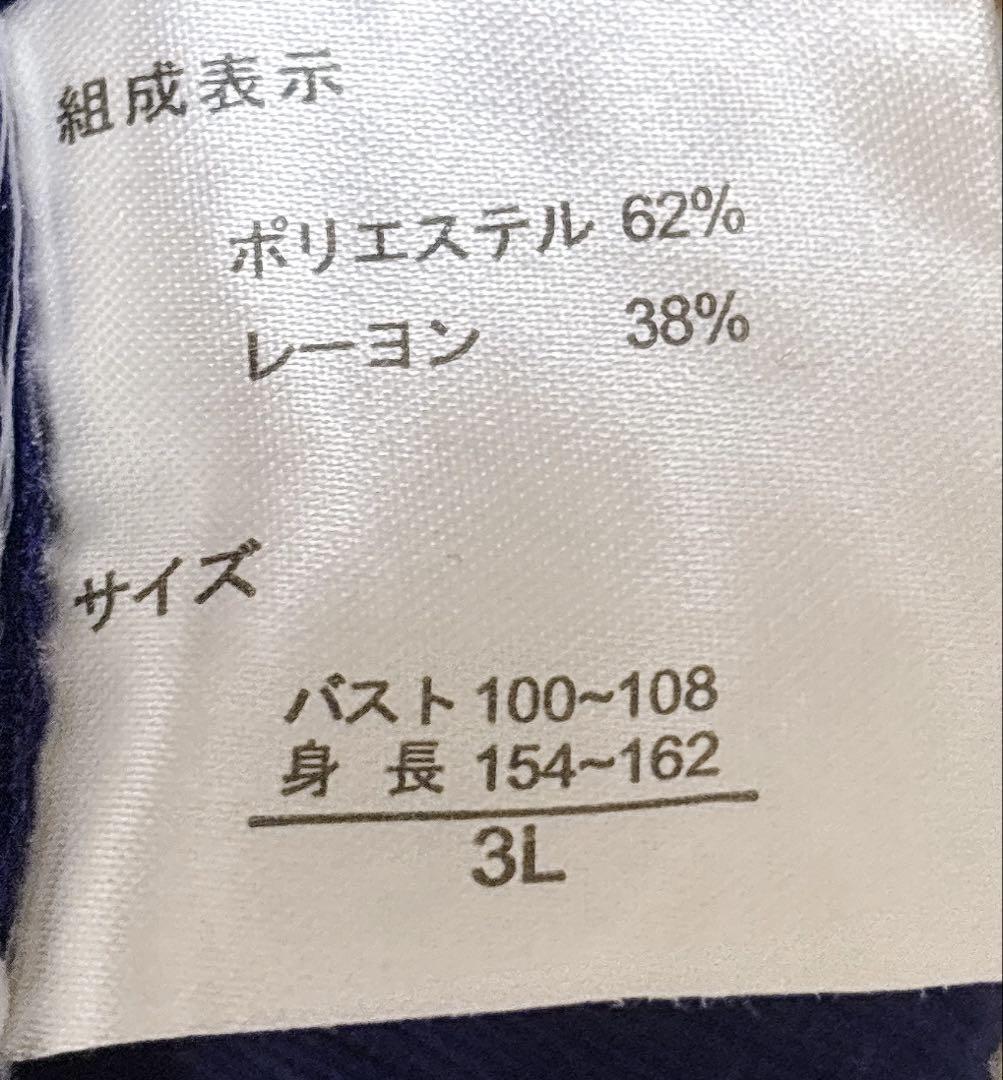 組成表示
ポリエステル 62%
レーヨン 38%
サイズ
バスト 100~108
身 長 154~162
3L